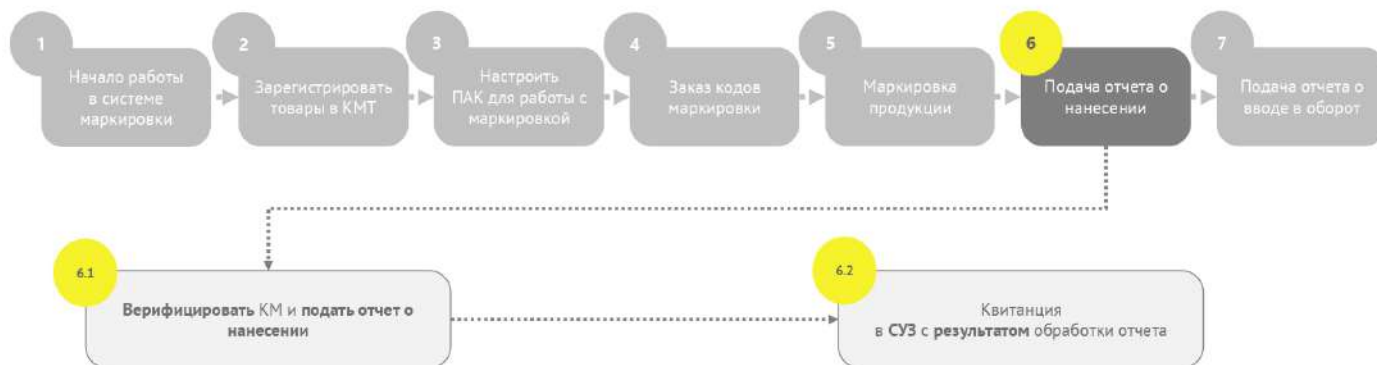 1
Начало работы
в системе
маркировки
2
Зарегистрировать
товары в КМТ
3
Настроить
ПАК для работы с
маркировкой
4
Заказ кодов
маркировки
5
Маркировка
продукции
6
Подача отчета о
нанесении
7
Подача отчета о
вводе в оборот
6.1
Верифицировать КМ и подать отчет о
нанесении
6.2
Квитанция
в СУЗ с результатом обработки отчета